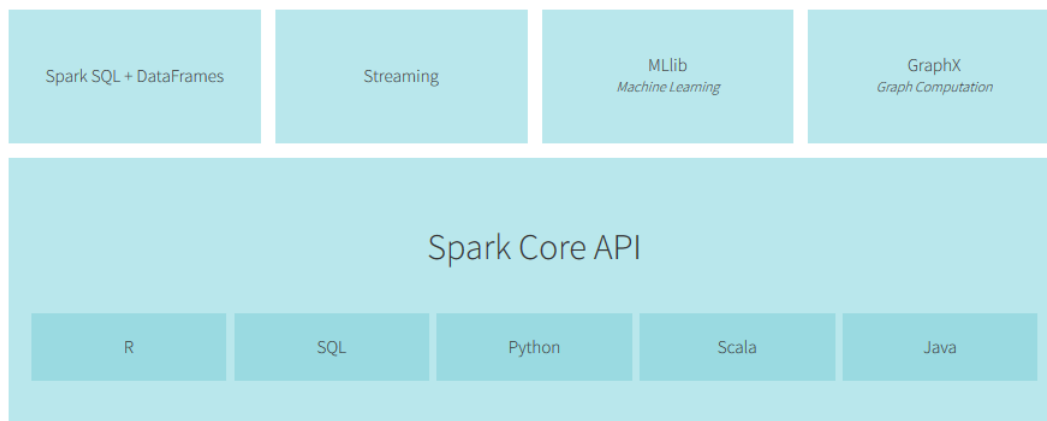 Spark SQL + DataFrames
Streaming
MLlib
Machine Learning
GraphX
Graph Computation
Spark Core API
R
SQL
Python
Scala
Java